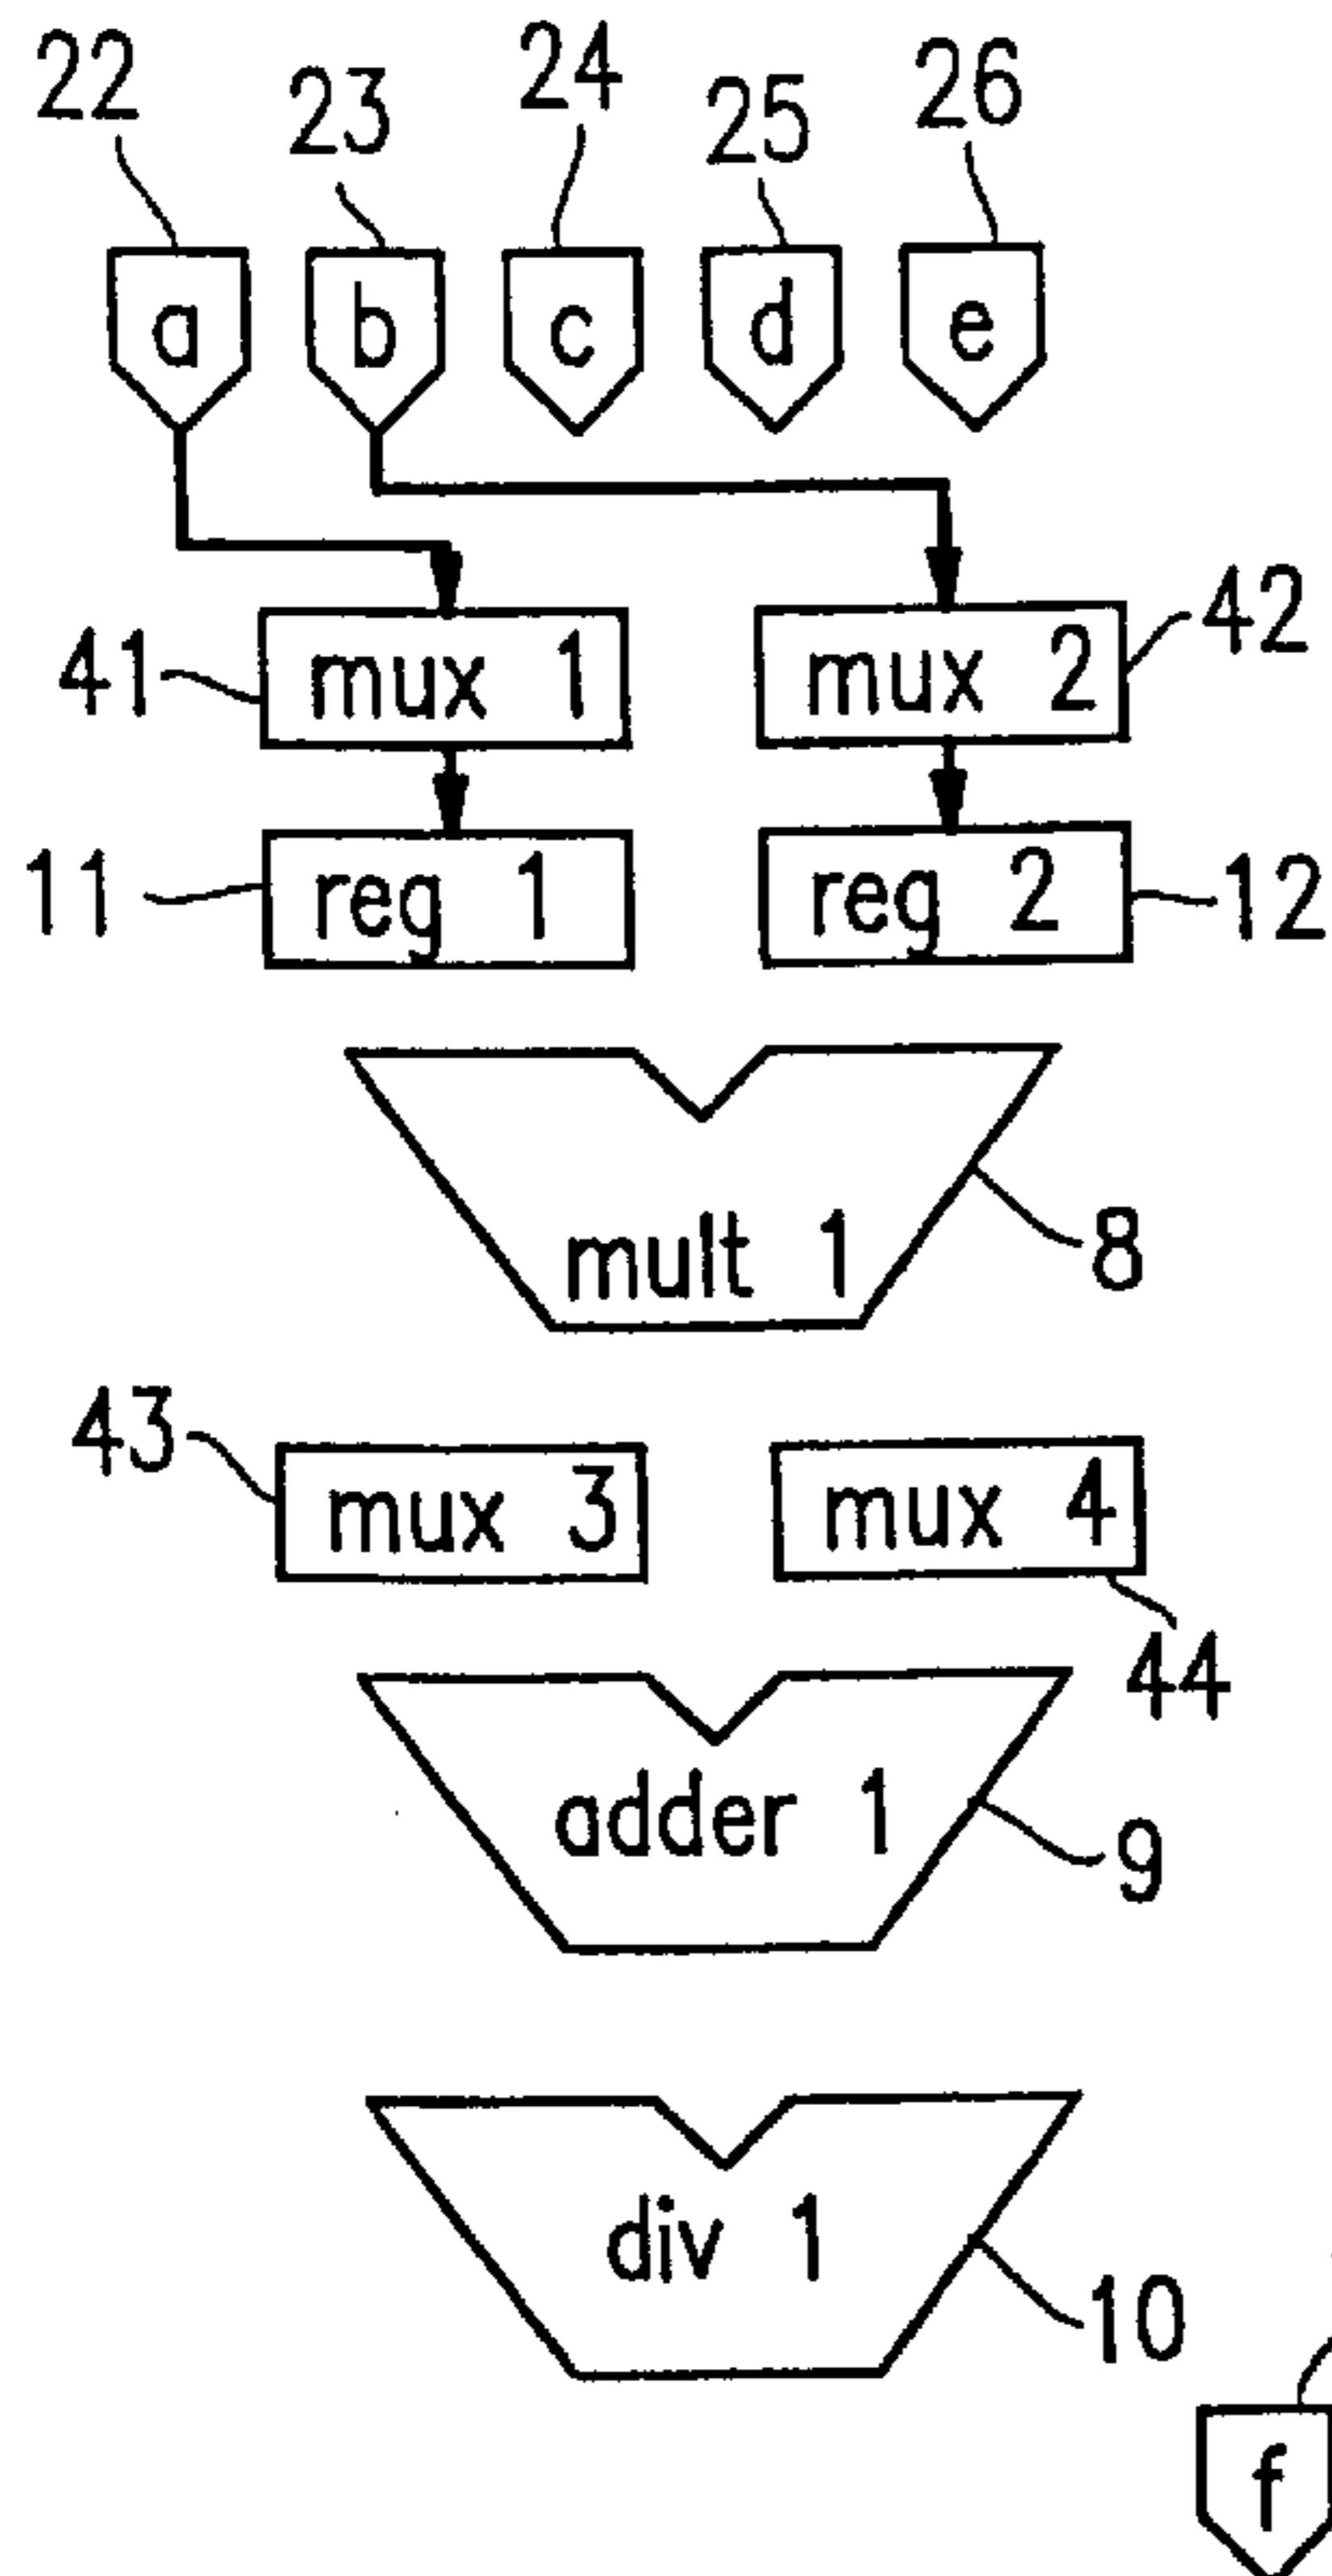 22 23 24 25 26
a b c d e
41 mux 1 mux 2 42
11 reg 1 reg 2 12
mult 1 8
43 mux 3 mux 4 44
adder 1 9
div 1 10
f